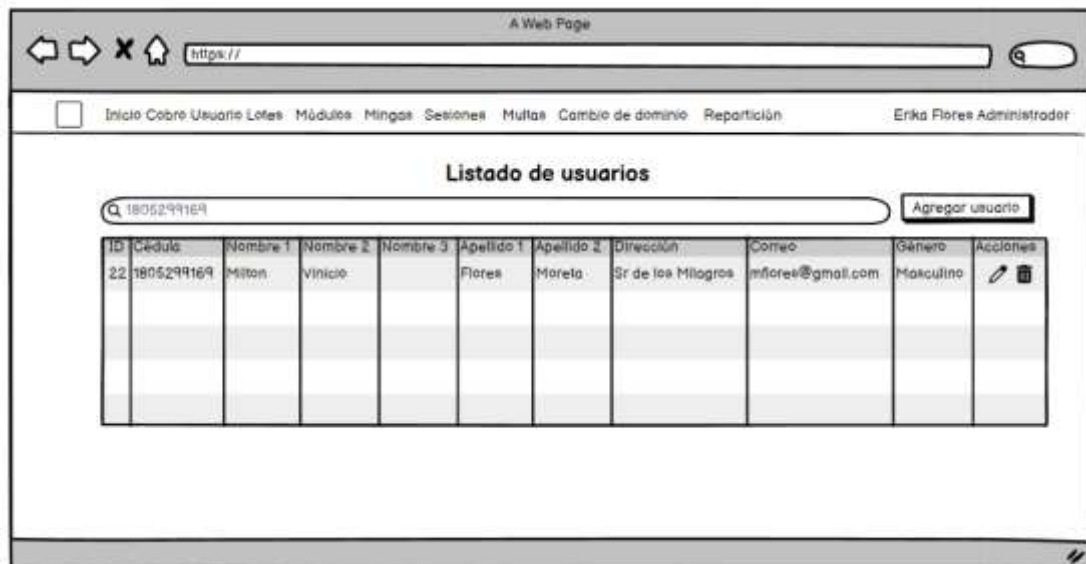 A Web Page
https://
Inicio Cobro Usuario Lotes Módulos Mingas Sesiones Multas Cambio de dominio Repartición Erika Flores Administrador
Listado de usuarios
1805299169 Agregar usuario
ID Cédula Nombre 1 Nombre 2 Nombre 3 Apellido 1 Apellido 2 Dirección Correo Género Acciones
22 1805299169 Milton Vinicio Flores Moreta Sr de los Milagros mflores@gmail.com Masculino